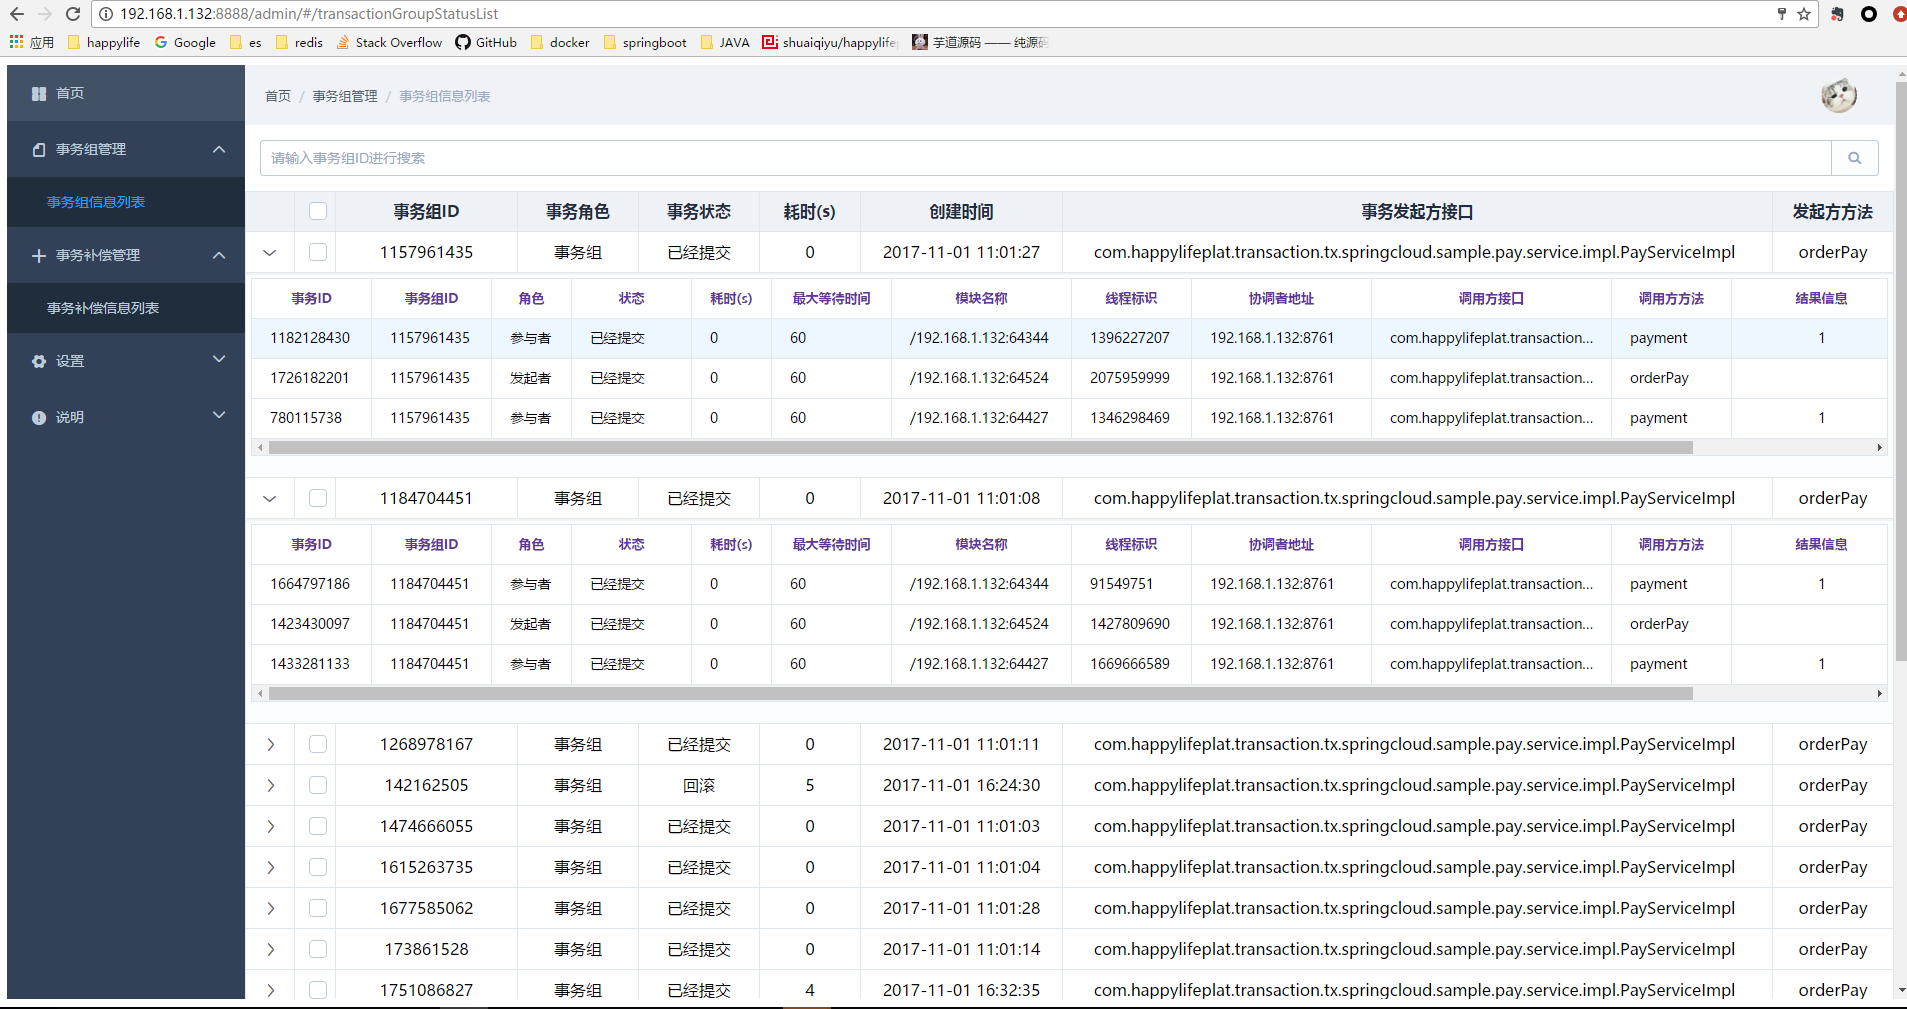 192.168.1.132:8888/admin/#/transactionGroupStatusList
应用 happylife Google es redis Stack Overflow GitHub docker springboot JAVA shuaiqiyu/happylife 芋道源码 —— 纯源码
首页
事务组管理
事务组信息列表
事务补偿管理
事务补偿信息列表
设置
说明
首页 / 事务组管理 / 事务组信息列表
请输入事务组ID进行搜索
事务组ID 事务角色 事务状态 耗时(s) 创建时间 事务发起方接口 发起方方法
1157961435 事务组 已经提交 0 2017-11-01 11:01:27 com.happylifeplat.transaction.tx.springcloud.sample.pay.service.impl.PayServiceImpl orderPay
事务ID 事务组ID 角色 状态 耗时(s) 最大等待时间 模块名称 线程标识 协调者地址 调用方接口 调用方方法 结果信息
1182128430 1157961435 参与者 已经提交 0 60 /192.168.1.132:64344 1396227207 192.168.1.132:8761 com.happylifeplat.transaction... payment 1
1726182201 1157961435 发起者 已经提交 0 60 /192.168.1.132:64524 2075959999 192.168.1.132:8761 com.happylifeplat.transaction... orderPay
780115738 1157961435 参与者 已经提交 0 60 /192.168.1.132:64427 1346298469 192.168.1.132:8761 com.happylifeplat.transaction... payment 1
1184704451 事务组 已经提交 0 2017-11-01 11:01:08 com.happylifeplat.transaction.tx.springcloud.sample.pay.service.impl.PayServiceImpl orderPay
事务ID 事务组ID 角色 状态 耗时(s) 最大等待时间 模块名称 线程标识 协调者地址 调用方接口 调用方方法 结果信息
1664797186 1184704451 参与者 已经提交 0 60 /192.168.1.132:64344 91549751 192.168.1.132:8761 com.happylifeplat.transaction... payment 1
1423430097 1184704451 发起者 已经提交 0 60 /192.168.1.132:64524 1427809690 192.168.1.132:8761 com.happylifeplat.transaction... orderPay
1433281133 1184704451 参与者 已经提交 0 60 /192.168.1.132:64427 1669666589 192.168.1.132:8761 com.happylifeplat.transaction... payment 1
1268978167 事务组 已经提交 0 2017-11-01 11:01:11 com.happylifeplat.transaction.tx.springcloud.sample.pay.service.impl.PayServiceImpl orderPay
142162505 事务组 回滚 5 2017-11-01 16:24:30 com.happylifeplat.transaction.tx.springcloud.sample.pay.service.impl.PayServiceImpl orderPay
1474666055 事务组 已经提交 0 2017-11-01 11:01:03 com.happylifeplat.transaction.tx.springcloud.sample.pay.service.impl.PayServiceImpl orderPay
1615263735 事务组 已经提交 0 2017-11-01 11:01:04 com.happylifeplat.transaction.tx.springcloud.sample.pay.service.impl.PayServiceImpl orderPay
1677585062 事务组 已经提交 0 2017-11-01 11:01:28 com.happylifeplat.transaction.tx.springcloud.sample.pay.service.impl.PayServiceImpl orderPay
173861528 事务组 已经提交 0 2017-11-01 11:01:14 com.happylifeplat.transaction.tx.springcloud.sample.pay.service.impl.PayServiceImpl orderPay
1751086827 事务组 已经提交 4 2017-11-01 16:32:35 com.happylifeplat.transaction.tx.springcloud.sample.pay.service.impl.PayServiceImpl orderPay